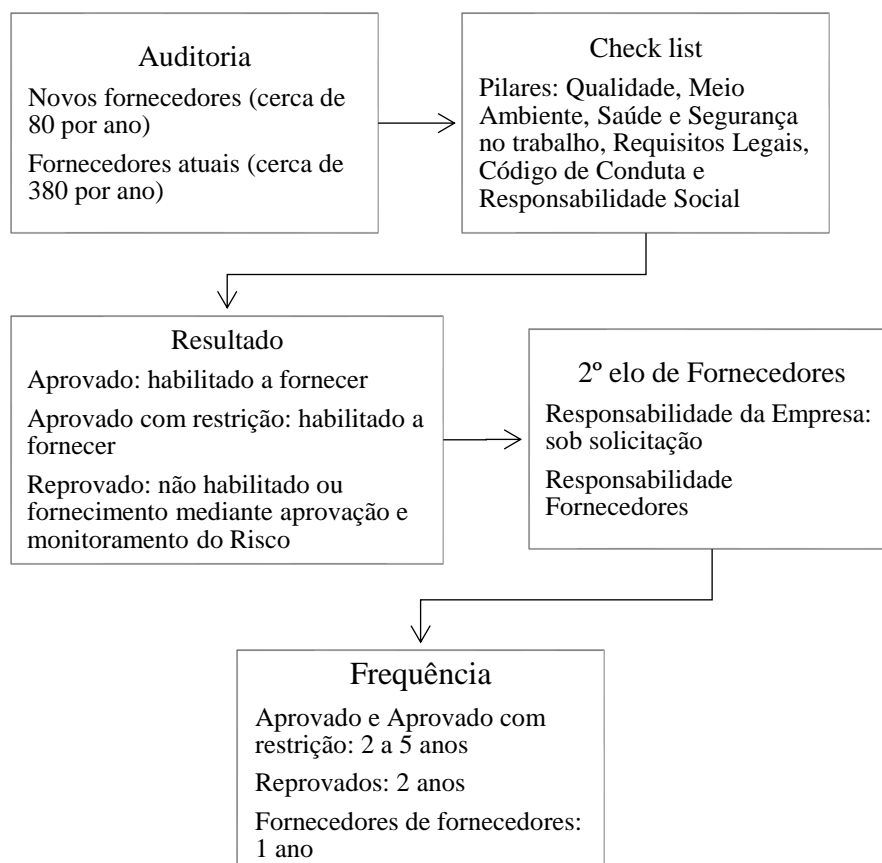 Auditoria
Novos fornecedores (cerca de
80 por ano)
Fornecedores atuais (cerca de
380 por ano)
Check list
Pilares: Qualidade, Meio
Ambiente, Saúde e Segurança
no trabalho, Requisitos Legais,
Código de Conduta e
Responsabilidade Social
Resultado
Aprovado: habilitado a fornecer
Aprovado com restrição: habilitado a
fornecer
Reprovado: não habilitado ou
fornecimento mediante aprovação e
monitoramento do Risco
2º elo de Fornecedores
Responsabilidade da Empresa:
sob solicitação
Responsabilidade
Fornecedores
Frequência
Aprovado e Aprovado com
restrição: 2 a 5 anos
Reprovados: 2 anos
Fornecedores de fornecedores:
1 ano